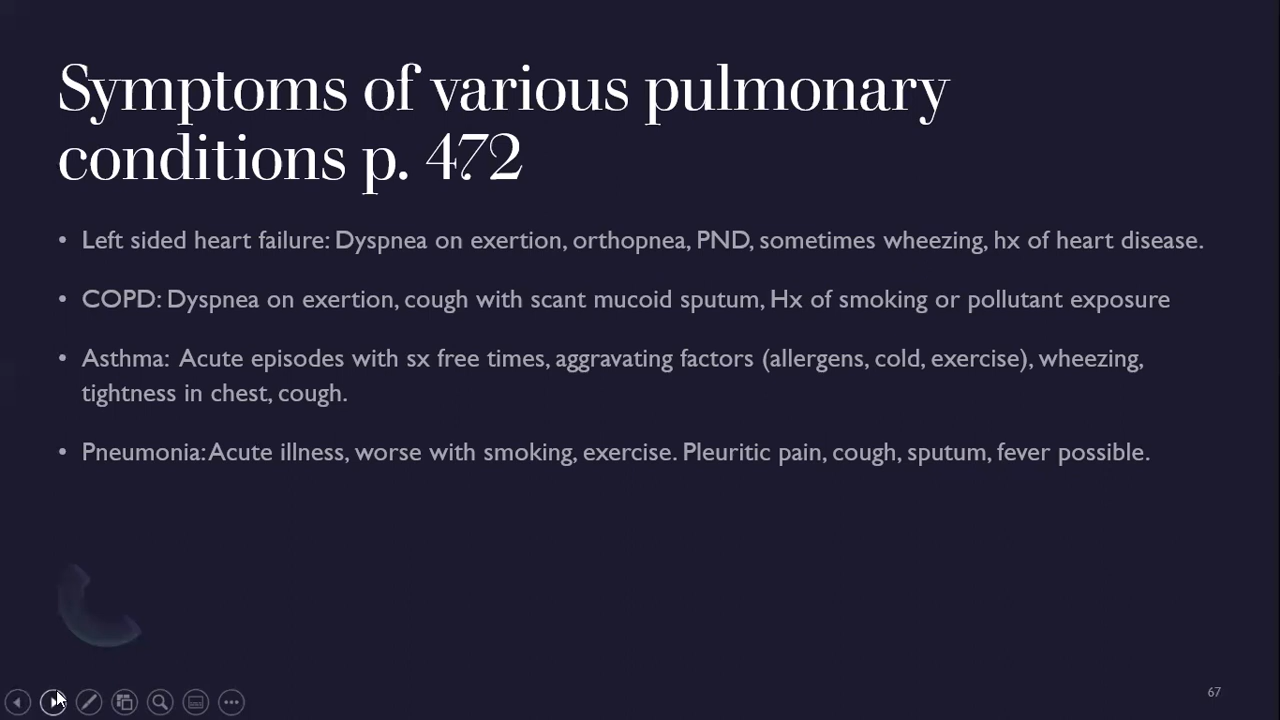 Symptoms of various pulmonary
conditions p. 472
• Left sided heart failure: Dyspnea on exertion, orthopnea, PND, sometimes wheezing, hx of heart disease.
• COPD: Dyspnea on exertion, cough with scant mucoid sputum, Hx of smoking or pollutant exposure
• Asthma: Acute episodes with sx free times, aggravating factors (allergens, cold, exercise), wheezing,
tightness in chest, cough.
• Pneumonia: Acute illness, worse with smoking, exercise. Pleuritic pain, cough, sputum, fever possible.
67